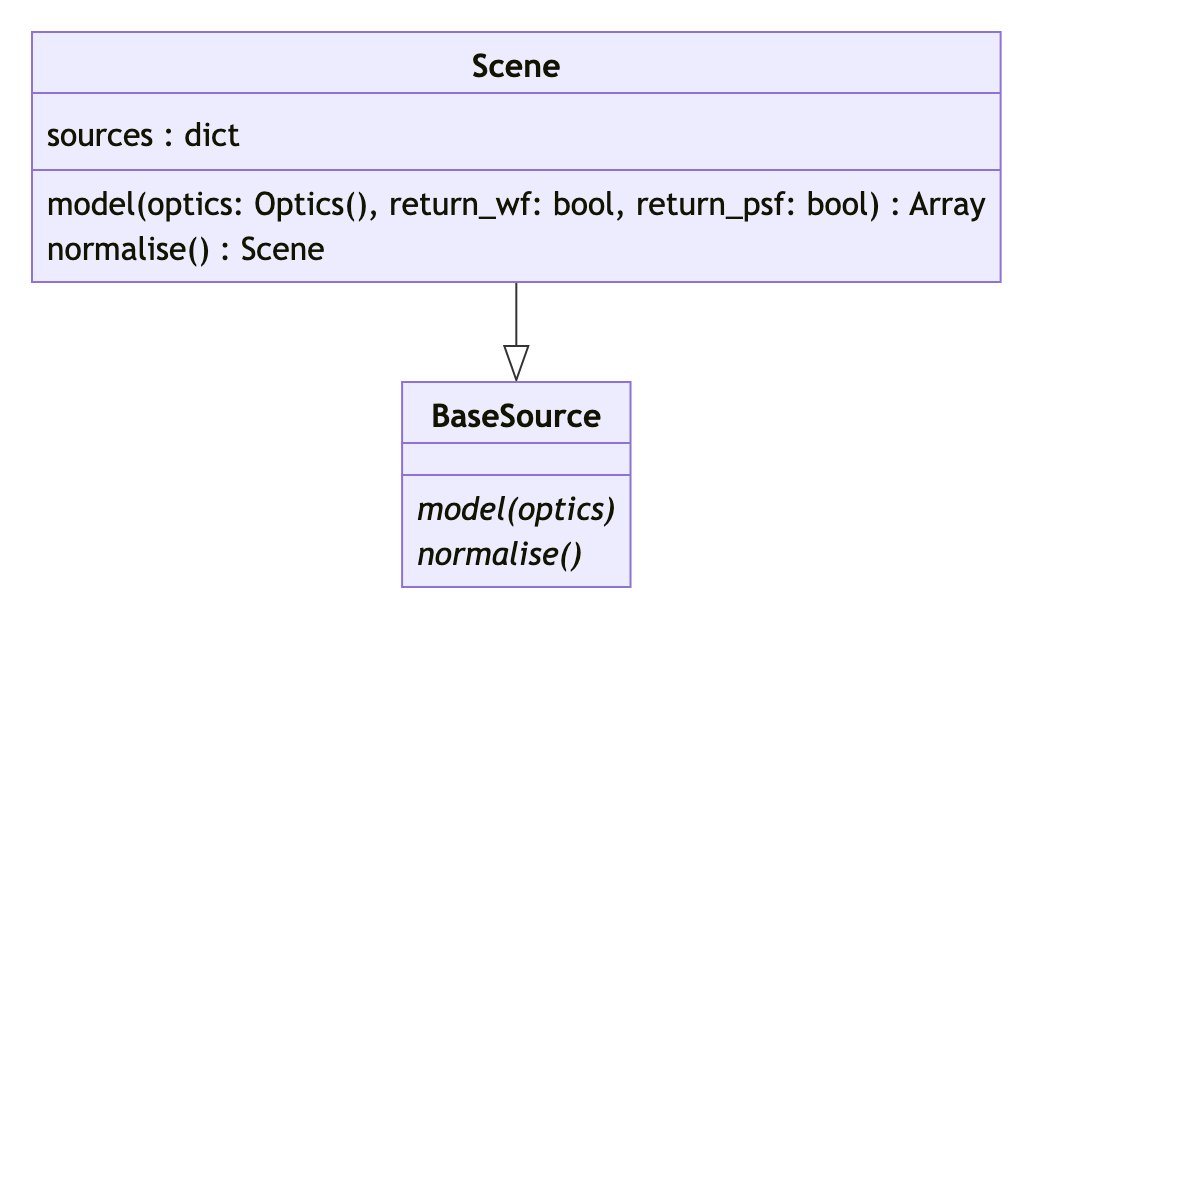 Scene
sources : dict
model(optics: Optics(), return_wf: bool, return_psf: bool) : Array
normalise() : Scene
BaseSource
model(optics)
normalise()